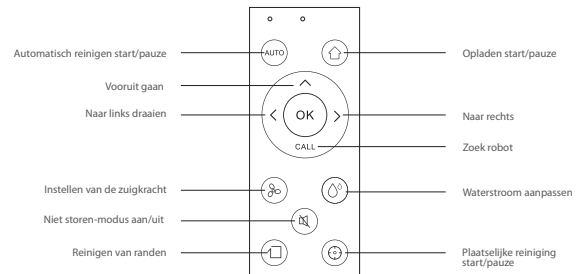 AUTO
OK
CALL
Automatisch reinigen start/pauze
Vooruit gaan
Naar links draaien
Instellen van de zuigkracht
Niet storen-modus aan/uit
Reinigen van randen
Opladen start/pauze
Naar rechts
Zoek robot
Waterstroom aanpassen
Plaatselijke reiniging
start/pauze